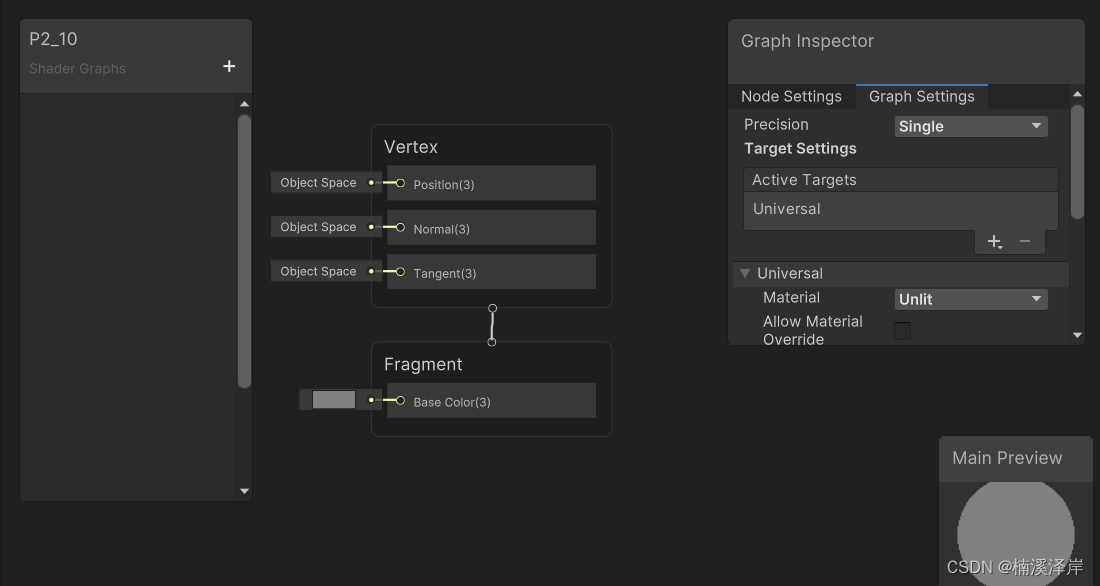 P2_10
Shader Graphs
+
Vertex
Object Space
Position(3)
Object Space
Normal(3)
Object Space
Tangent(3)
Fragment
Base Color(3)
Graph Inspector
Node Settings
Graph Settings
Precision
Single
Target Settings
Active Targets
Universal
+ −
Universal
Material
Unlit
Allow Material
Override
Main Preview
CSDN @楠溪泽岸